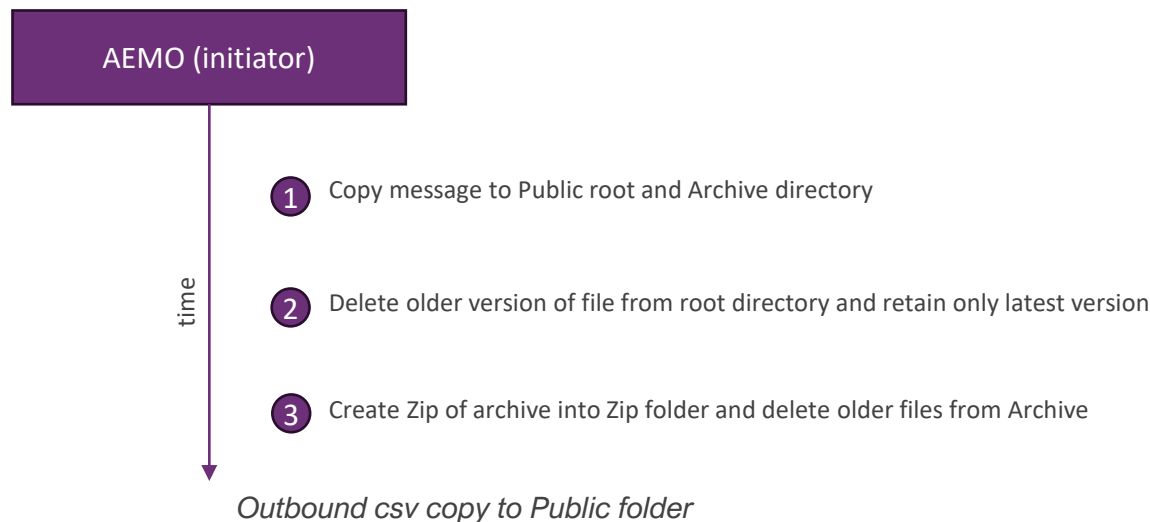 AEMO (initiator)
1 Copy message to Public root and Archive directory
time
2 Delete older version of file from root directory and retain only latest version
3 Create Zip of archive into Zip folder and delete older files from Archive
Outbound csv copy to Public folder